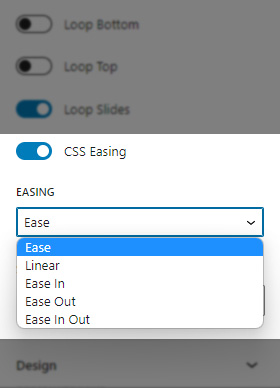 Loop Bottom
Loop Top
Loop Slides
CSS Easing
EASING
Ease
Ease
Linear
Ease In
Ease Out
Ease In Out
Design